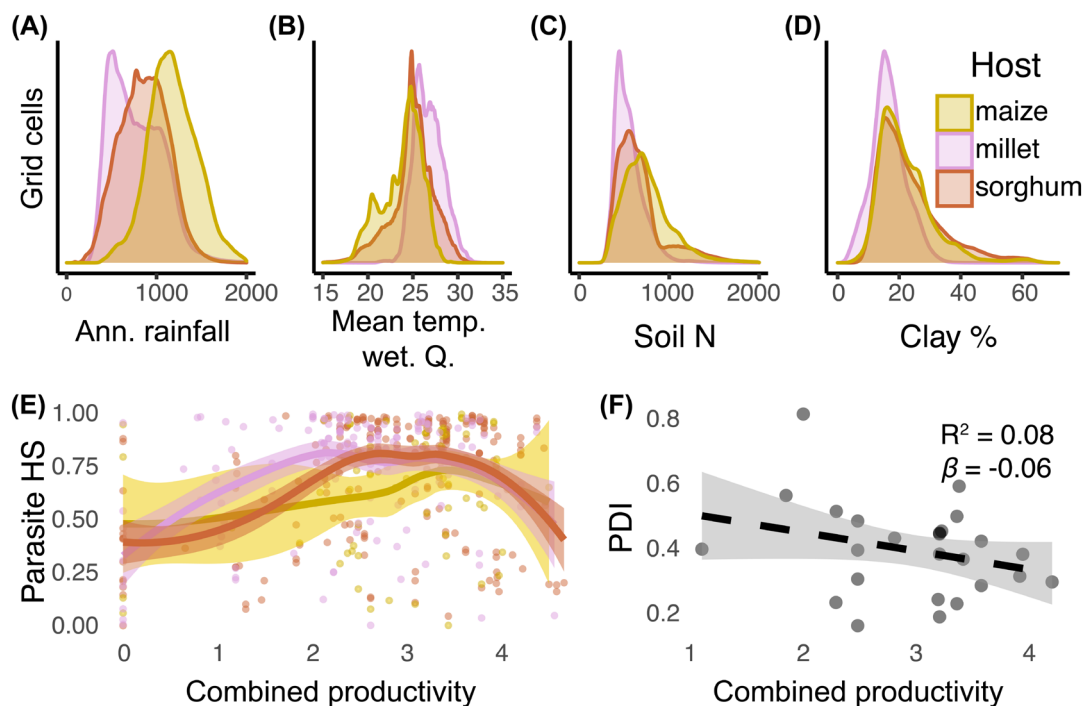 (A)
(B)
(C)
(D)
Grid cells
Host
maize
millet
sorghum
0 1000 2000
15 20 25 30 35
0 1000 2000
0 20 40 60
Ann. rainfall
Mean temp.
wet. Q.
Soil N
Clay %
(E)
Parasite HS
1.00
0.75
0.50
0.25
0.00
0 1 2 3 4
Combined productivity
(F)
PDI
0.8
0.6
0.4
0.2
R² = 0.08
β = -0.06
1 2 3 4
Combined productivity